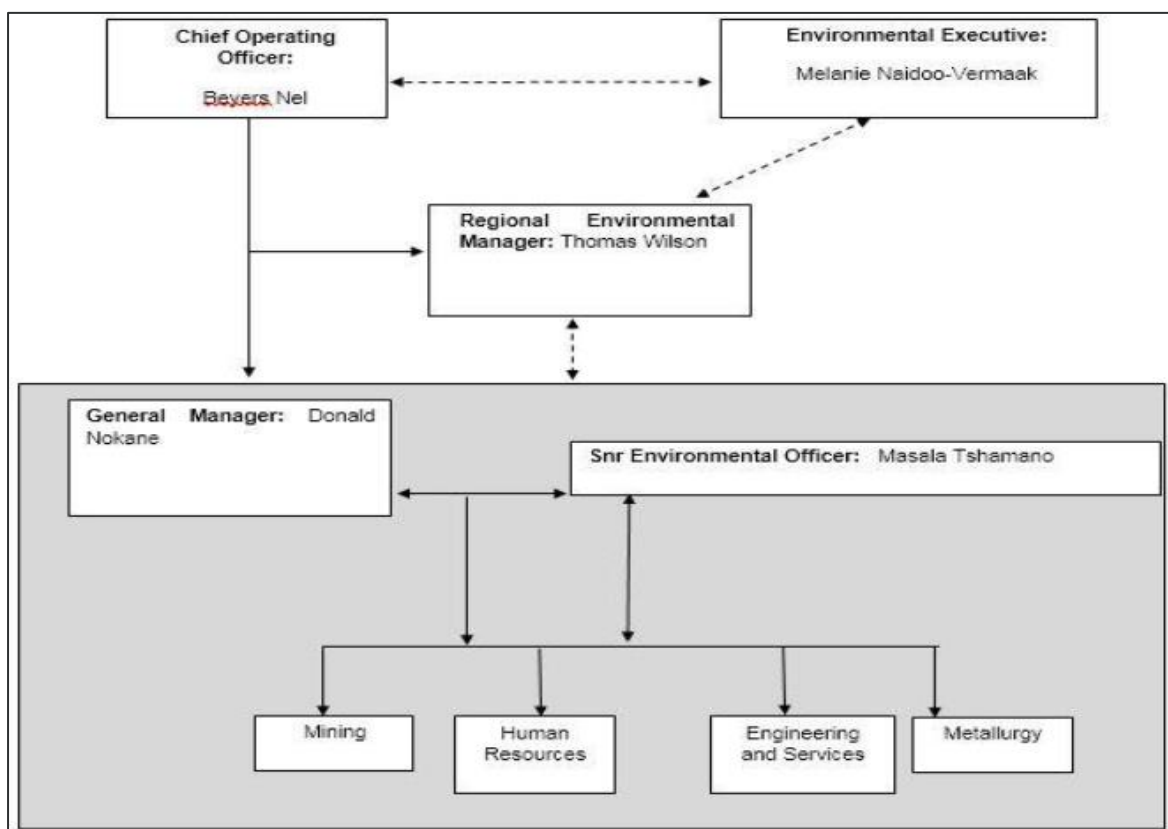 Chief Operating
Officer:
Beyers Nel
Environmental Executive:
Melanie Naidoo-Vermaak
Regional Environmental
Manager: Thomas Wilson
General Manager: Donald
Nokane
Snr Environmental Officer: Masala Tshamano
Mining
Human
Resources
Engineering
and Services
Metallurgy